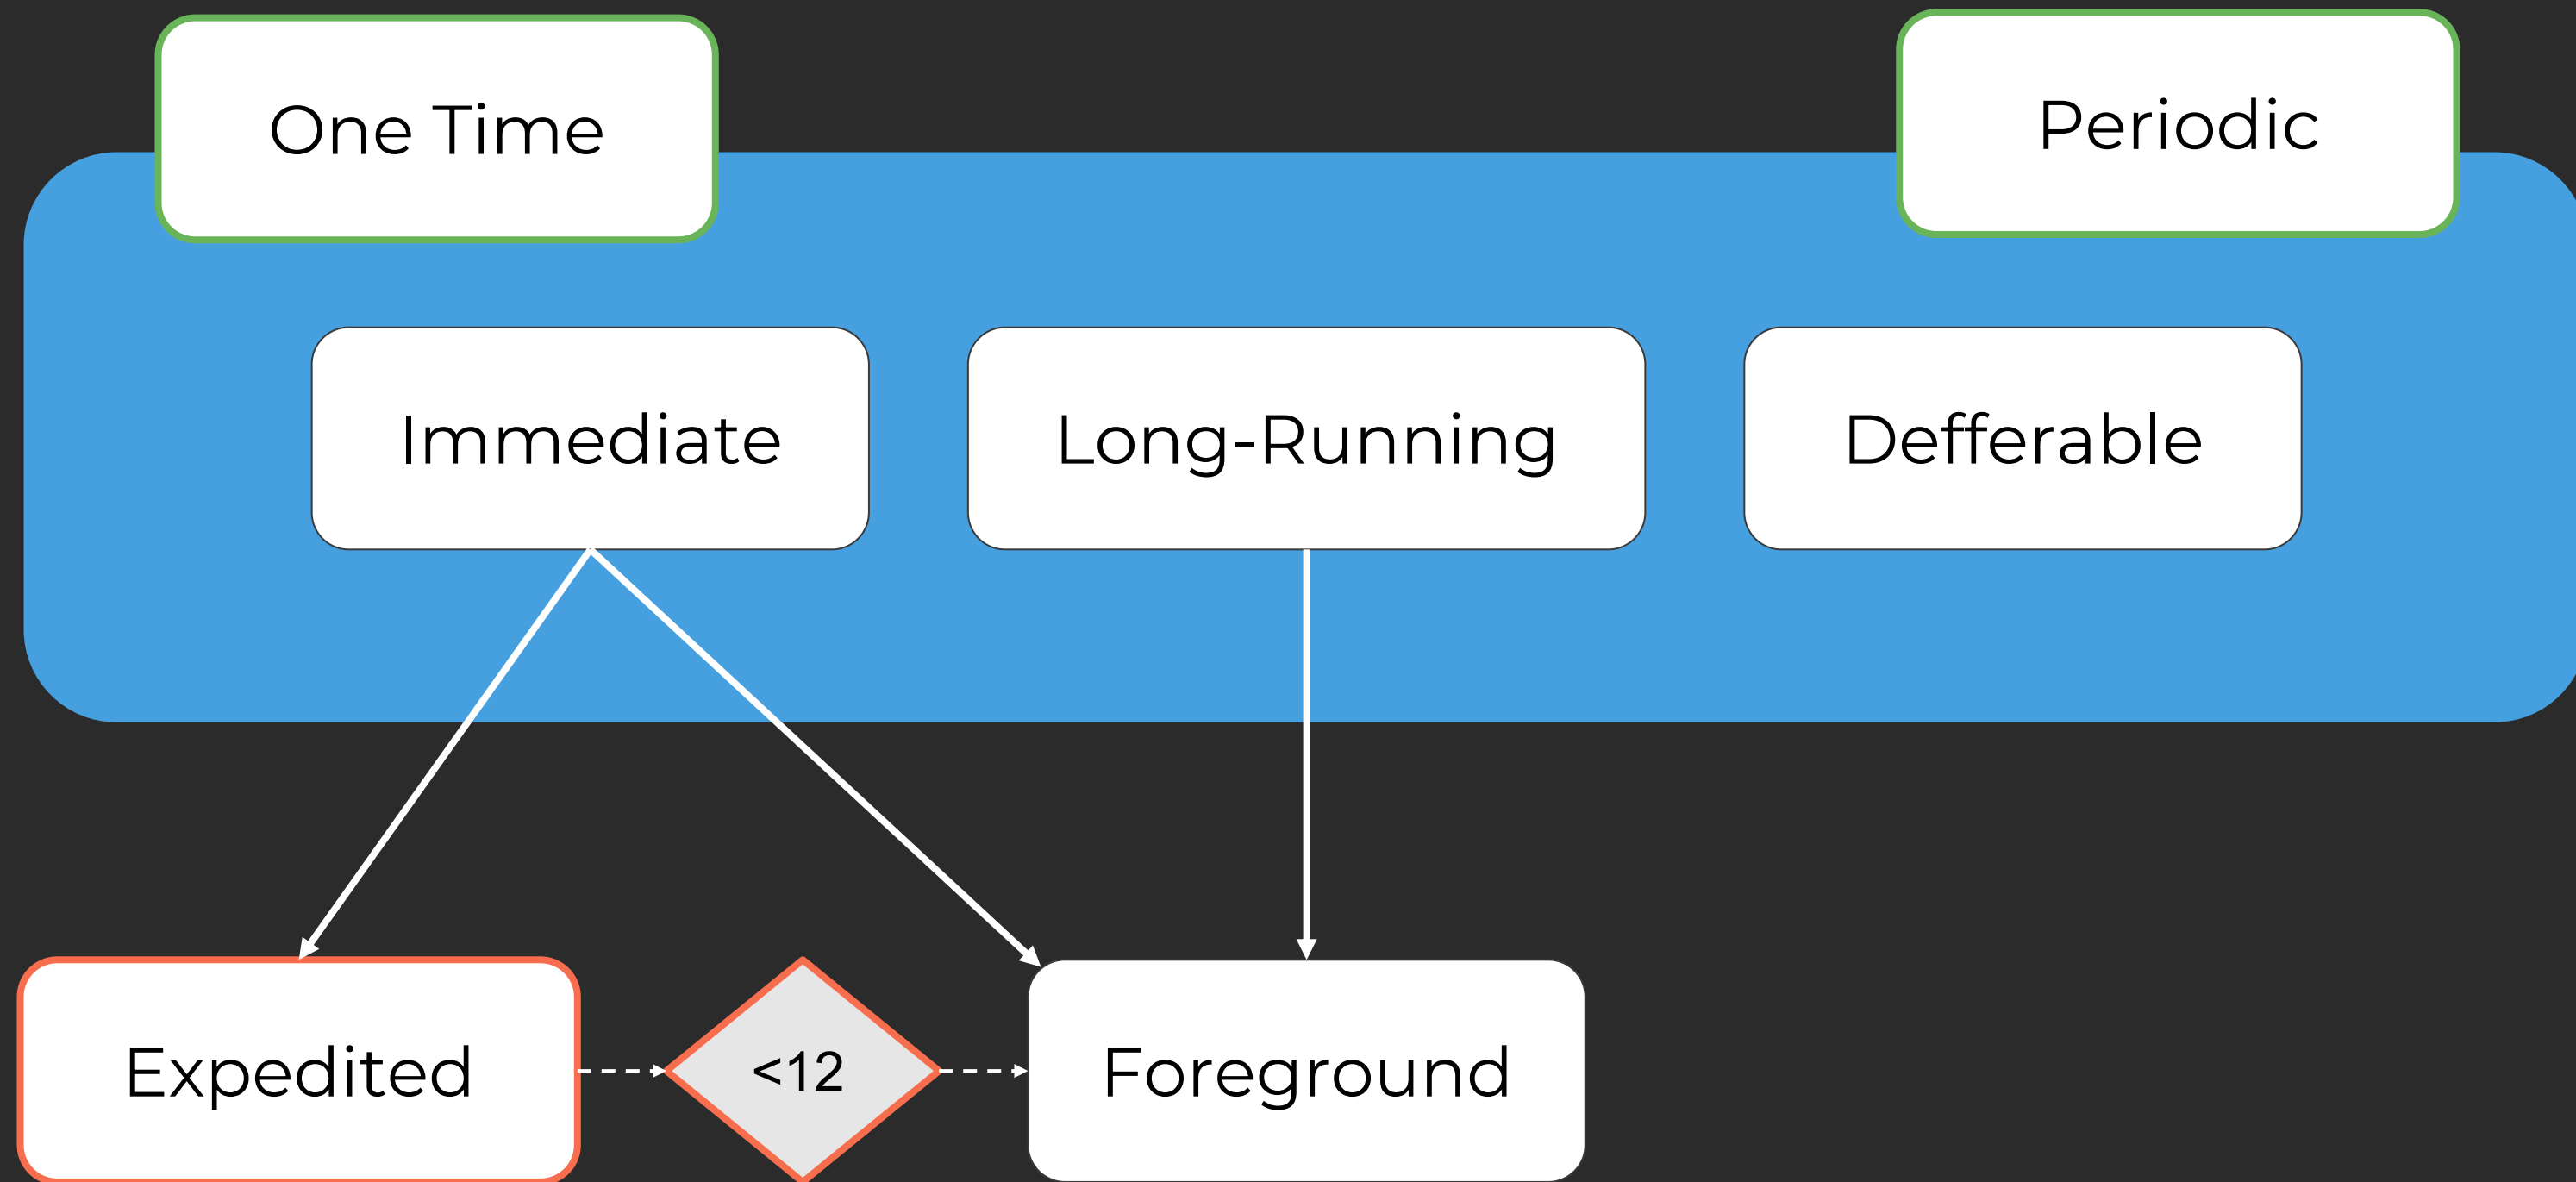 One Time
Periodic
Immediate
Long-Running
Defferable
Expedited
<12
Foreground